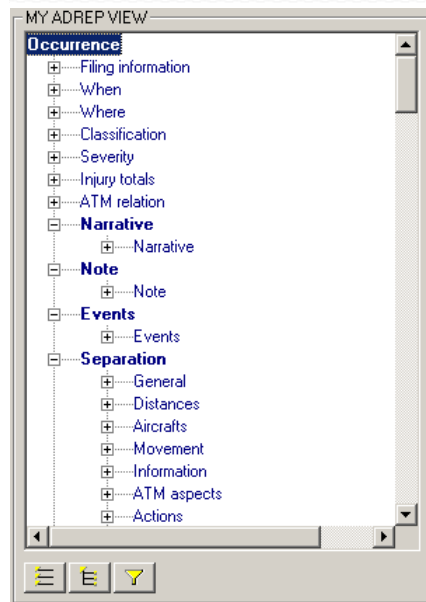 MY ADREP VIEW
Occurrence
Filing information
When
Where
Classification
Severity
Injury totals
ATM relation
Narrative
Narrative
Note
Note
Events
Events
Separation
General
Distances
Aircrafts
Movement
Information
ATM aspects
Actions